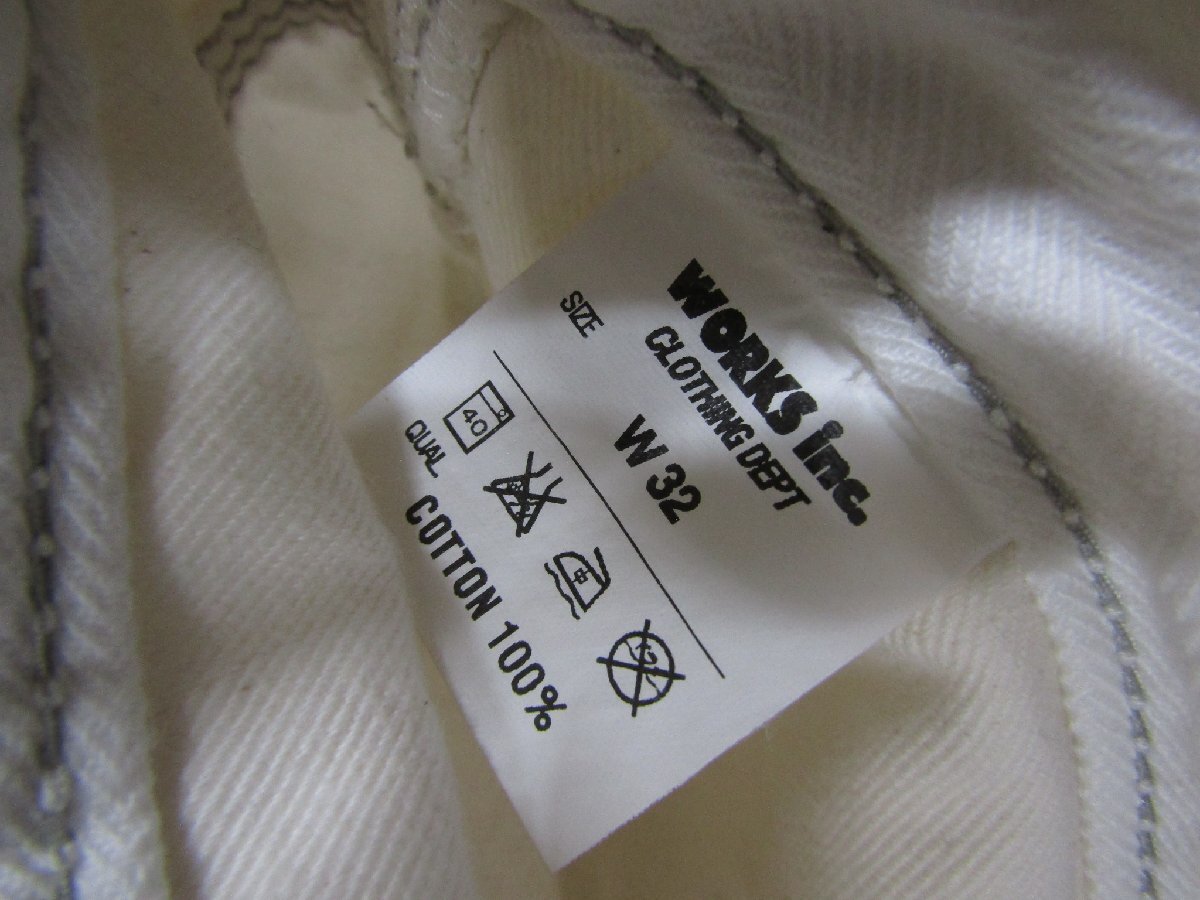 WORKS inc.
CLOTHING DEPT
SIZE
W 32
40
QUAL
COTTON 100%